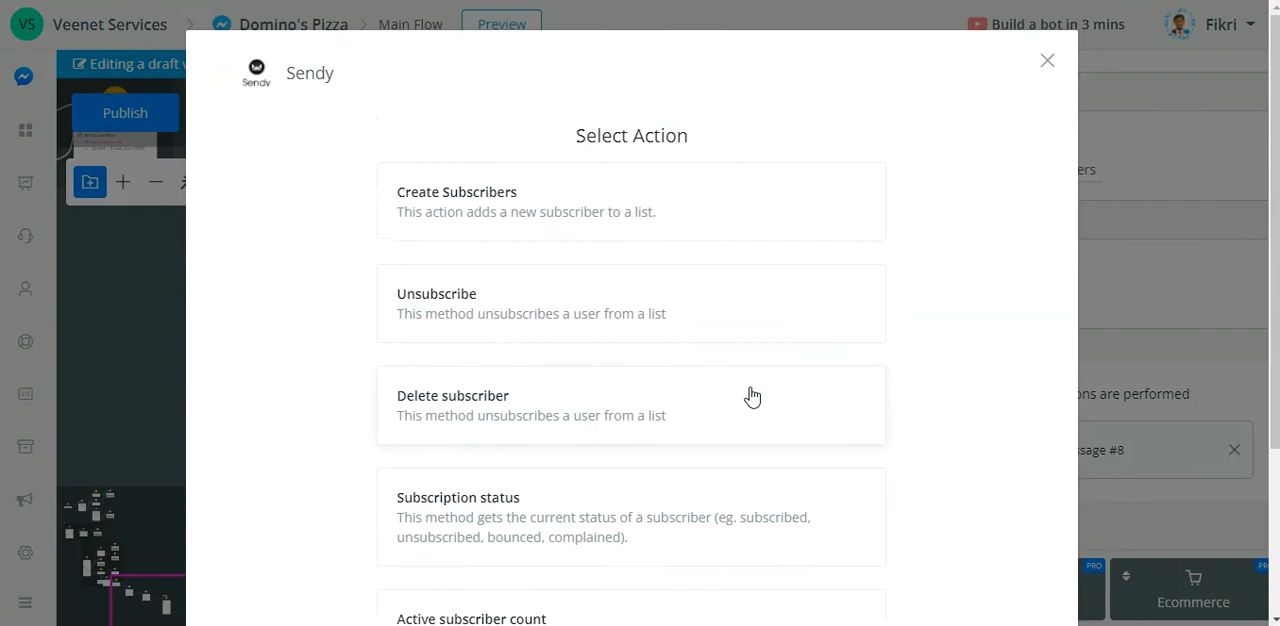 VS Veenet Services Domino's Pizza Main Flow Preview Build a bot in 3 mins Fikri
Editing a draft v
Publish
Sendy Sendy
Select Action
Create Subscribers
This action adds a new subscriber to a list.
ers
Unsubscribe
This method unsubscribes a user from a list
Delete subscriber
This method unsubscribes a user from a list
ons are performed
sage #8
Subscription status
This method gets the current status of a subscriber (eg. subscribed,
unsubscribed, bounced, complained).
PRO
Ecommerce
Active subscriber count